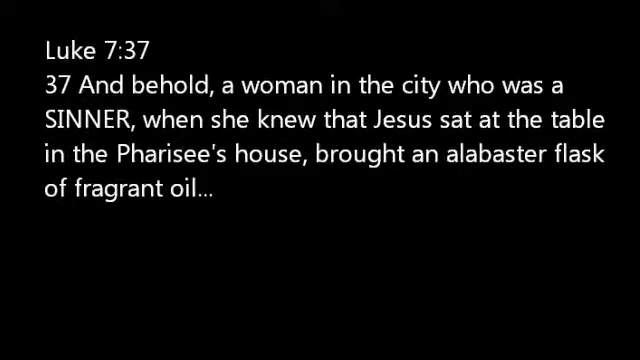 Luke 7:37
37 And behold, a woman in the city who was a
SINNER, when she knew that Jesus sat at the table
in the Pharisee's house, brought an alabaster flask
of fragrant oil...